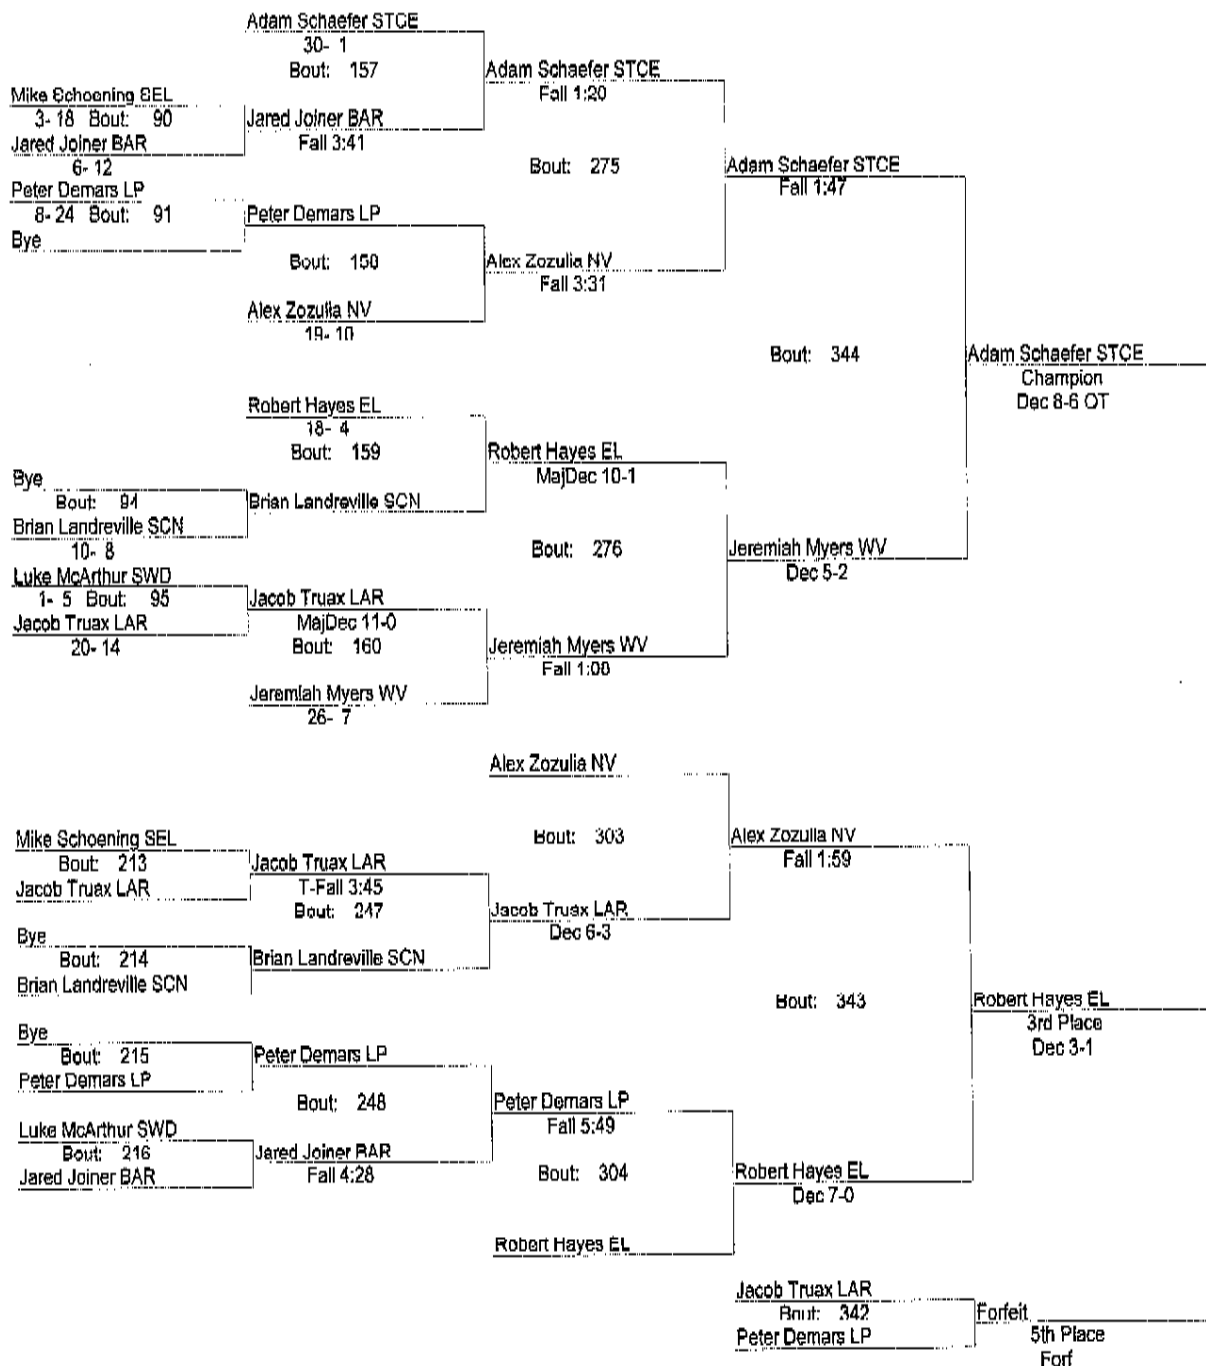 Adam Schaefer STCE
30- 1
Bout: 157
Adam Schaefer STCE
Fall 1:20
Mike Schoening SEL
3- 18 Bout: 90
Jared Joiner BAR
Fall 3:41
Jared Joiner BAR
6- 12
Bout: 275
Adam Schaefer STCE
Fall 1:47
Peter Demars LP
8- 24 Bout: 91
Peter Demars LP
Bye
Bout: 158
Alex Zozulia NV
Fall 3:31
Alex Zozulia NV
19- 10
Bout: 344
Adam Schaefer STCE
Champion
Dec 8-6 OT
Robert Hayes EL
18- 4
Bout: 159
Robert Hayes EL
MajDec 10-1
Bye
Bout: 94
Brian Landreville SCN
Brian Landreville SCN
10- 8
Bout: 276
Jeremiah Myers WV
Dec 5-2
Luke McArthur SWD
1- 5 Bout: 95
Jacob Truax LAR
MajDec 11-0
Jacob Truax LAR
20- 14
Bout: 160
Jeremiah Myers WV
Fall 1:00
Jeremiah Myers WV
26- 7
Alex Zozulia NV
Bout: 303
Alex Zozulia NV
Fall 1:59
Mike Schoening SEL
Bout: 213
Jacob Truax LAR
Jacob Truax LAR
T-Fall 3:45
Bout: 247
Jacob Truax LAR
Dec 6-3
Bye
Bout: 214
Brian Landreville SCN
Brian Landreville SCN
Bout: 343
Robert Hayes EL
3rd Place
Dec 3-1
Bye
Bout: 215
Peter Demars LP
Peter Demars LP
Bout: 248
Peter Demars LP
Fall 5:49
Luke McArthur SWD
Bout: 216
Jared Joiner BAR
Jared Joiner BAR
Fall 4:28
Bout: 304
Robert Hayes EL
Dec 7-0
Robert Hayes EL
Jacob Truax LAR
Bout: 342
Peter Demars LP
Forfeit
5th Place
Forf